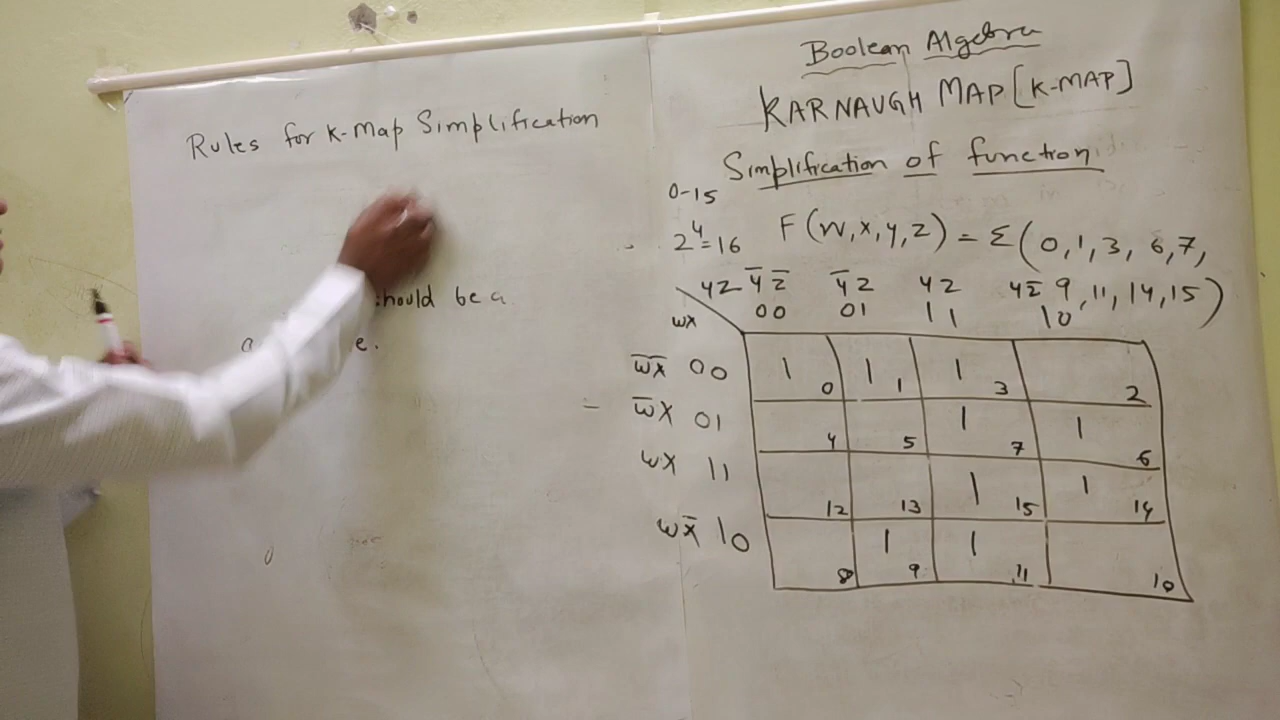 Rules for K-Map Simplification
should be a
a e.
Boolean Algebra
KARNAUGH MAP [K-MAP]
Simplification of function
0-15
2⁴=16 F(W,X,Y,Z) = Σ(0,1,3, 6,7,
9,11,14,15)
YZ Y̅Z̅ Y̅Z YZ YZ̅
WX 00 01 11 10
W̅X̅ 00 1 0 1 1 1 3 2
W̅X 01 4 5 1 7 1 6
WX 11 12 13 1 15 1 14
WX̅ 10 8 1 9 1 11 10